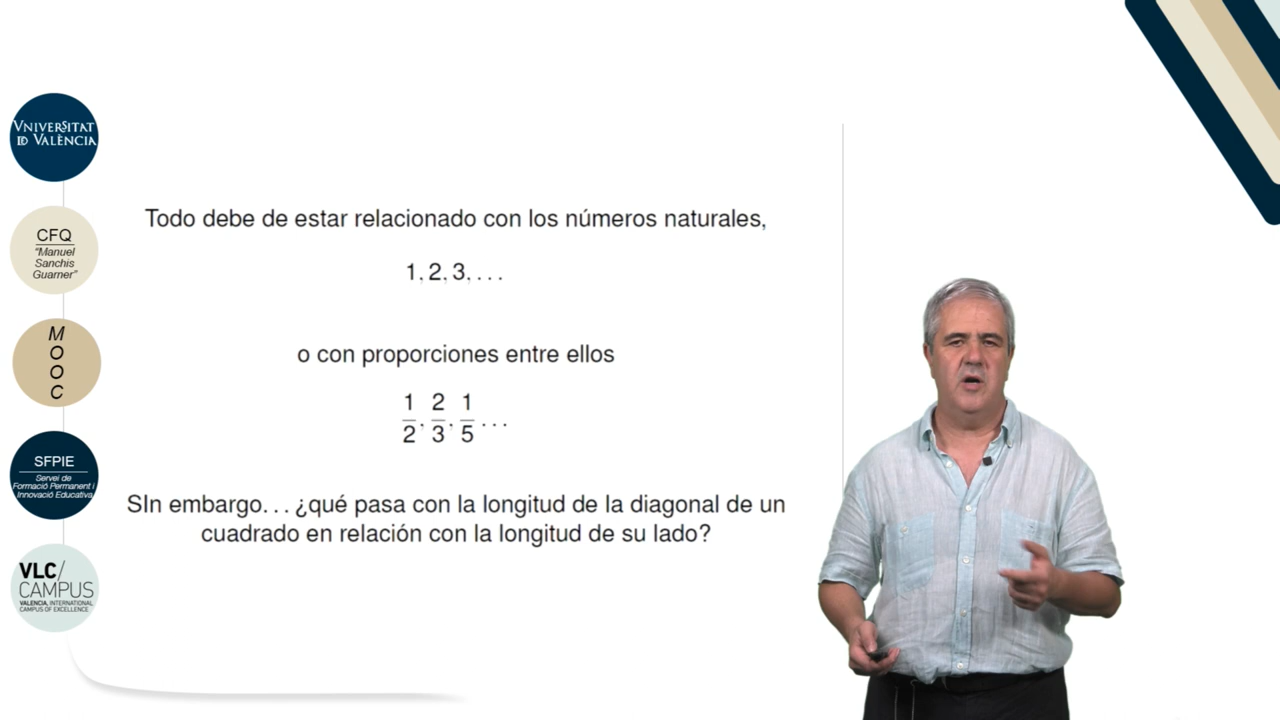 VNIVERSITAT
ID VALÈNCIA
CFQ
“Manuel
Sanchis
Guarner”
M
O
O
C
SFPIE
Servei de
Formació Permanent i
Innovació Educativa
VLC/
CAMPUS
VALENCIA, INTERNATIONAL
CAMPUS OF EXCELLENCE
Todo debe de estar relacionado con los números naturales,
1, 2, 3, . . .
o con proporciones entre ellos
1/2, 2/3, 1/5 . . .
SIn embargo. . . ¿qué pasa con la longitud de la diagonal de un
cuadrado en relación con la longitud de su lado?